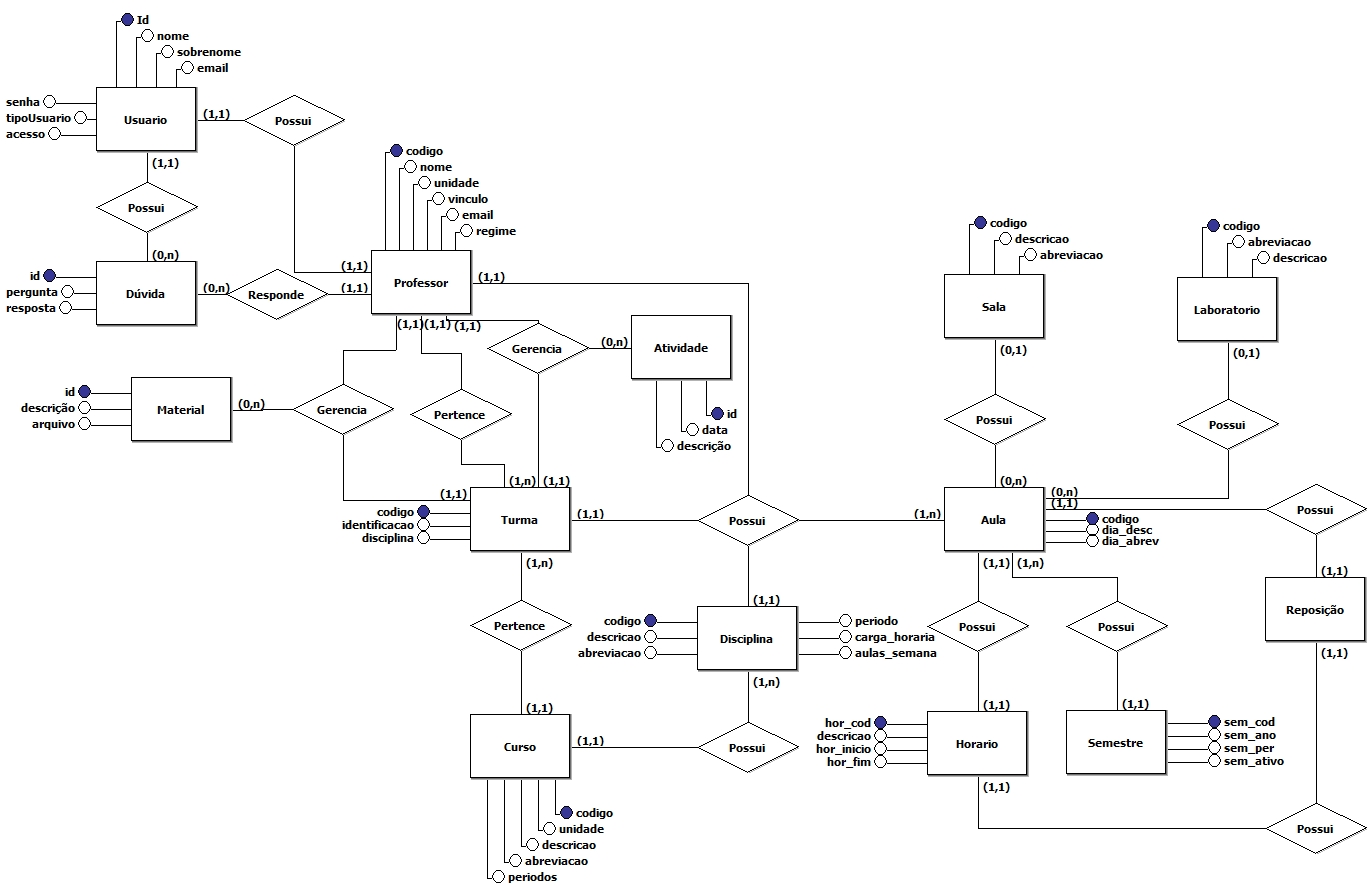 Id
nome
sobrenome
email
senha
tipoUsuario
acesso
Usuario
(1,1)
Possui
(1,1)
Possui
(0,n)
id
pergunta
resposta
Dúvida
(0,n)
Responde
(1,1)
(1,1)
codigo
nome
unidade
vinculo
email
regime
Professor
(1,1)
(1,1)
(1,1)
(1,1)
Gerencia
(0,n)
Atividade
id
data
descrição
id
descrição
arquivo
Material
(0,n)
Gerencia
Pertence
(1,1)
(1,n)
(1,1)
codigo
identificacao
disciplina
Turma
(1,1)
Possui
(1,n)
(1,n)
Pertence
(1,1)
Curso
(1,1)
codigo
unidade
descricao
abreviacao
periodos
(1,1)
codigo
descricao
abreviacao
Disciplina
periodo
carga_horaria
aulas_semana
(1,n)
Possui
codigo
descricao
abreviacao
Sala
(0,1)
Possui
(0,n)
codigo
abreviacao
descricao
Laboratorio
(0,1)
Possui
(0,n)
(1,1)
Aula
codigo
dia_desc
dia_abrev
Possui
(1,1)
Reposição
(1,1)
(1,1)
(1,n)
Possui
Possui
(1,1)
(1,1)
hor_cod
descricao
hor_inicio
hor_fim
Horario
(1,1)
Semestre
sem_cod
sem_ano
sem_per
sem_ativo
Possui